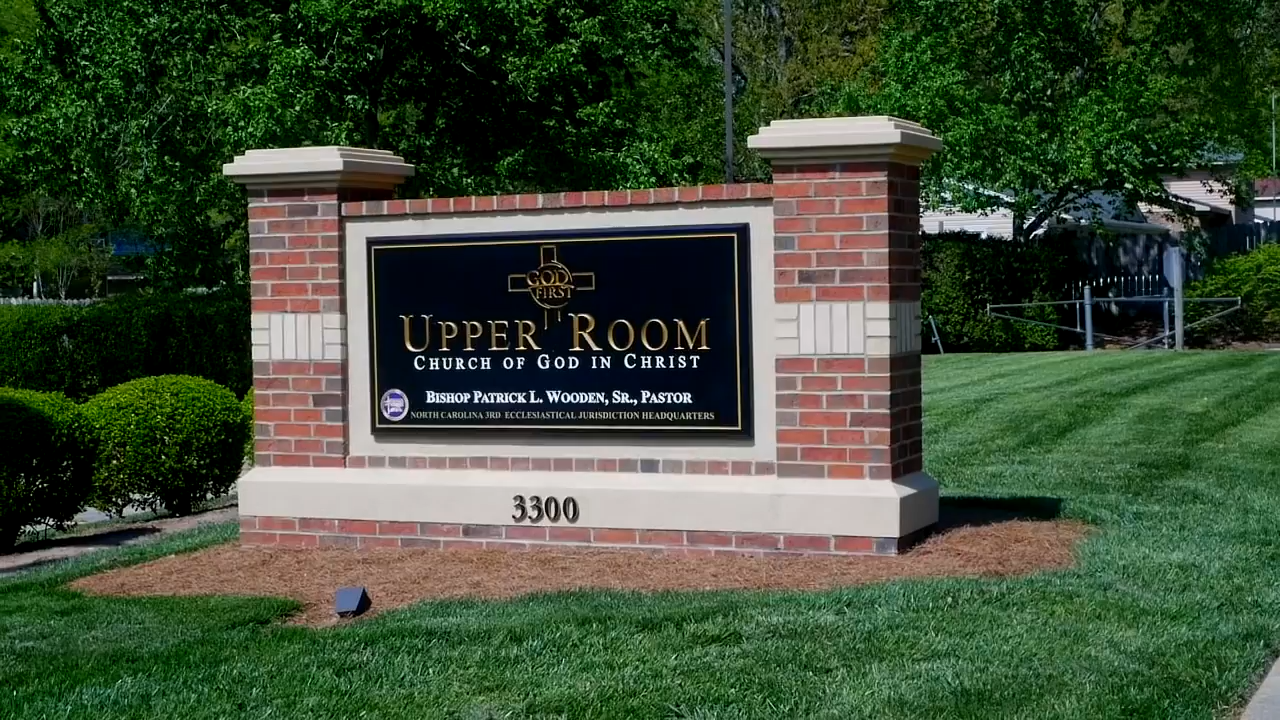 GOD
FIRST
UPPER ROOM
CHURCH OF GOD IN CHRIST
BISHOP PATRICK L. WOODEN, SR., PASTOR
NORTH CAROLINA 3RD ECCLESIASTICAL JURISDICTION HEADQUARTERS
3300